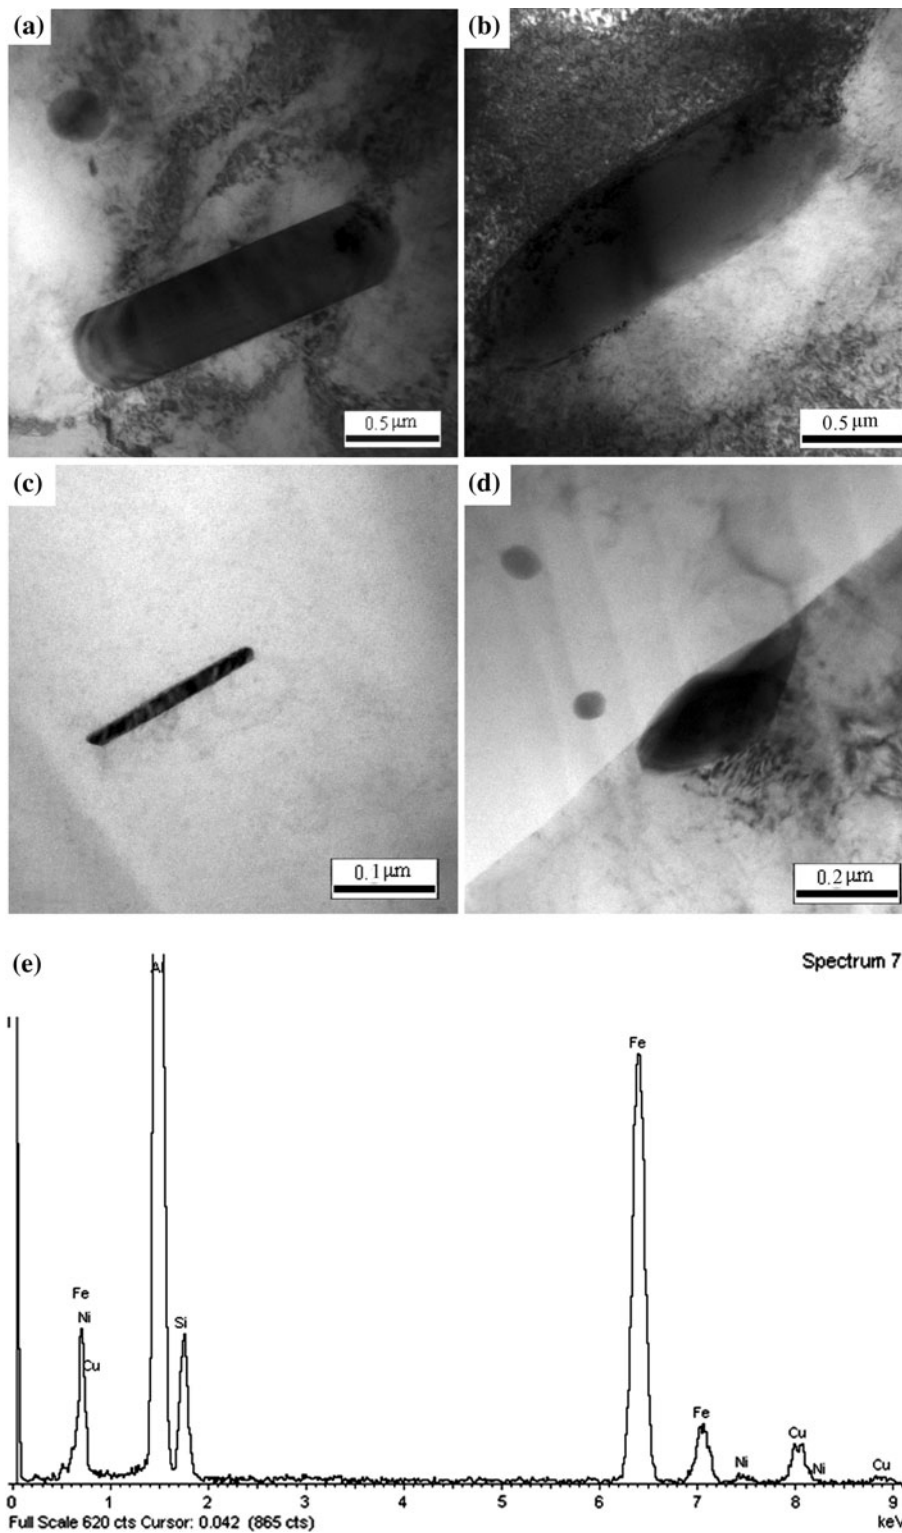 (a)
(b)
0.5 µm
0.5 µm
(c)
(d)
0.1 µm
0.2 µm
(e)
Spectrum 7
Al
Fe
Fe
Ni
Si
Cu
Fe
Cu
Ni
Ni
Cu
0 1 2 3 4 5 6 7 8 9
Full Scale 620 cts Cursor: 0.042 (865 cts)
keV